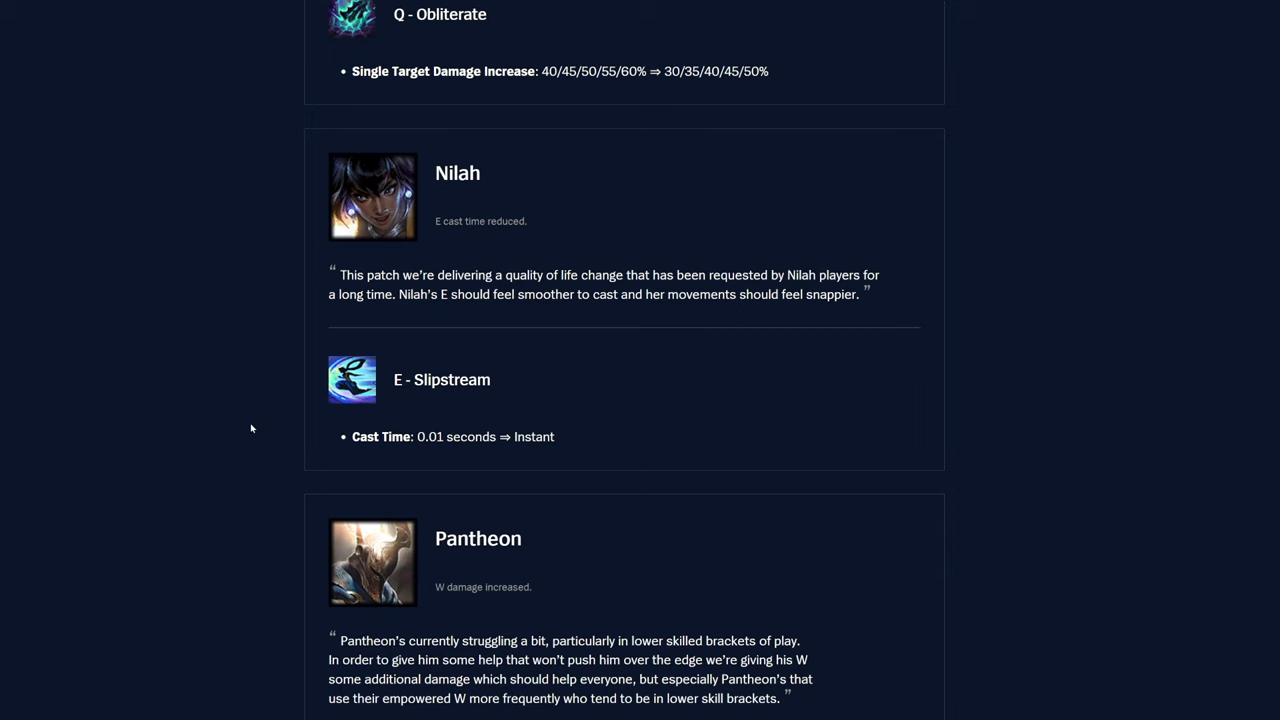 Q - Obliterate
• Single Target Damage Increase: 40/45/50/55/60% ⇒ 30/35/40/45/50%
Nilah
E cast time reduced.
“ This patch we’re delivering a quality of life change that has been requested by Nilah players for
a long time. Nilah’s E should feel smoother to cast and her movements should feel snappier. ”
E - Slipstream
• Cast Time: 0.01 seconds ⇒ Instant
Pantheon
W damage increased.
“ Pantheon’s currently struggling a bit, particularly in lower skilled brackets of play.
In order to give him some help that won’t push him over the edge we’re giving his W
some additional damage which should help everyone, but especially Pantheon’s that
use their empowered W more frequently who tend to be in lower skill brackets. ”